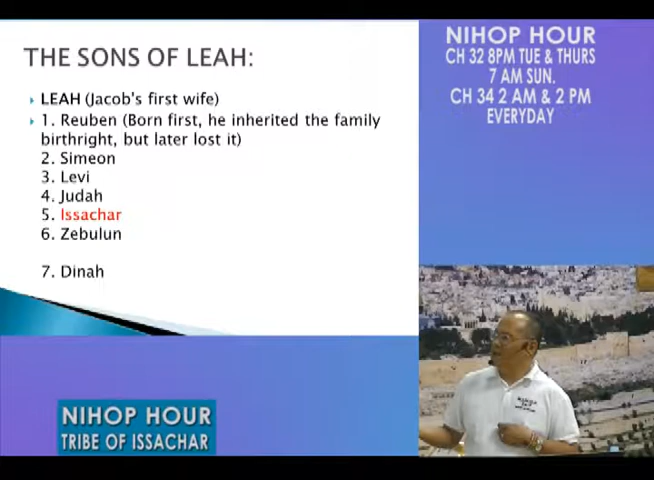 THE SONS OF LEAH:
LEAH (Jacob's first wife)
1. Reuben (Born first, he inherited the family
birthright, but later lost it)
2. Simeon
3. Levi
4. Judah
5. Issachar
6. Zebulun
7. Dinah
NIHOP HOUR
CH 32 8PM TUE & THURS
7 AM SUN.
CH 34 2 AM & 2 PM
EVERYDAY
NIHOP HOUR
TRIBE OF ISSACHAR